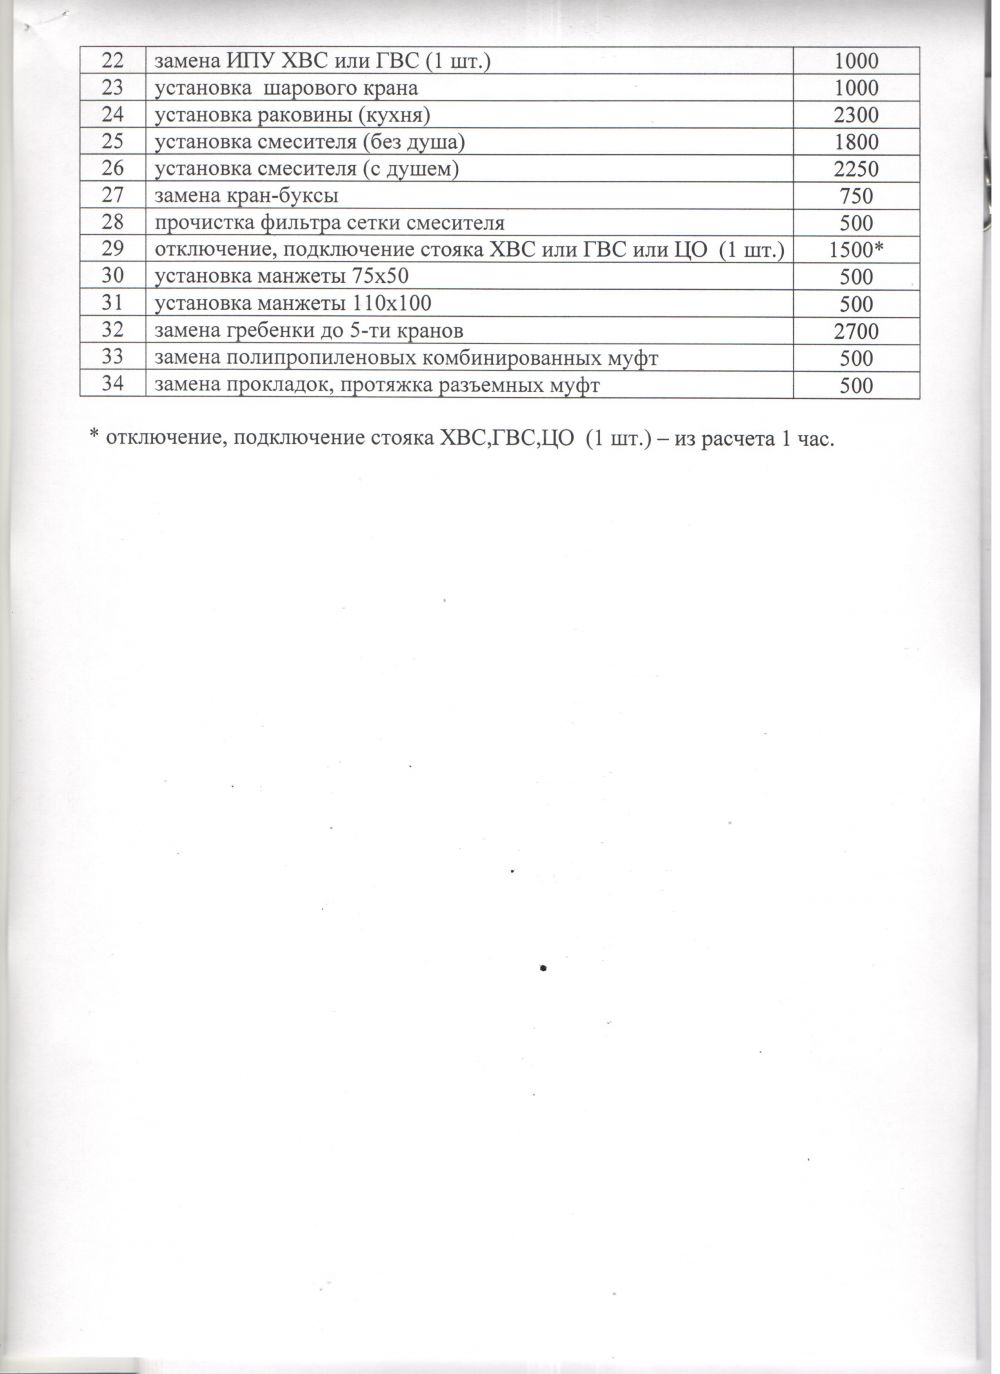 22 замена ИПУ ХВС или ГВС (1 шт.) 1000
23 установка шарового крана 1000
24 установка раковины (кухня) 2300
25 установка смесителя (без душа) 1800
26 установка смесителя (с душем) 2250
27 замена кран-буксы 750
28 прочистка фильтра сетки смесителя 500
29 отключение, подключение стояка ХВС или ГВС или ЦО (1 шт.) 1500*
30 установка манжеты 75х50 500
31 установка манжеты 110х100 500
32 замена гребенки до 5-ти кранов 2700
33 замена полипропиленовых комбинированных муфт 500
34 замена прокладок, протяжка разъемных муфт 500
* отключение, подключение стояка ХВС,ГВС,ЦО (1 шт.) – из расчета 1 час.